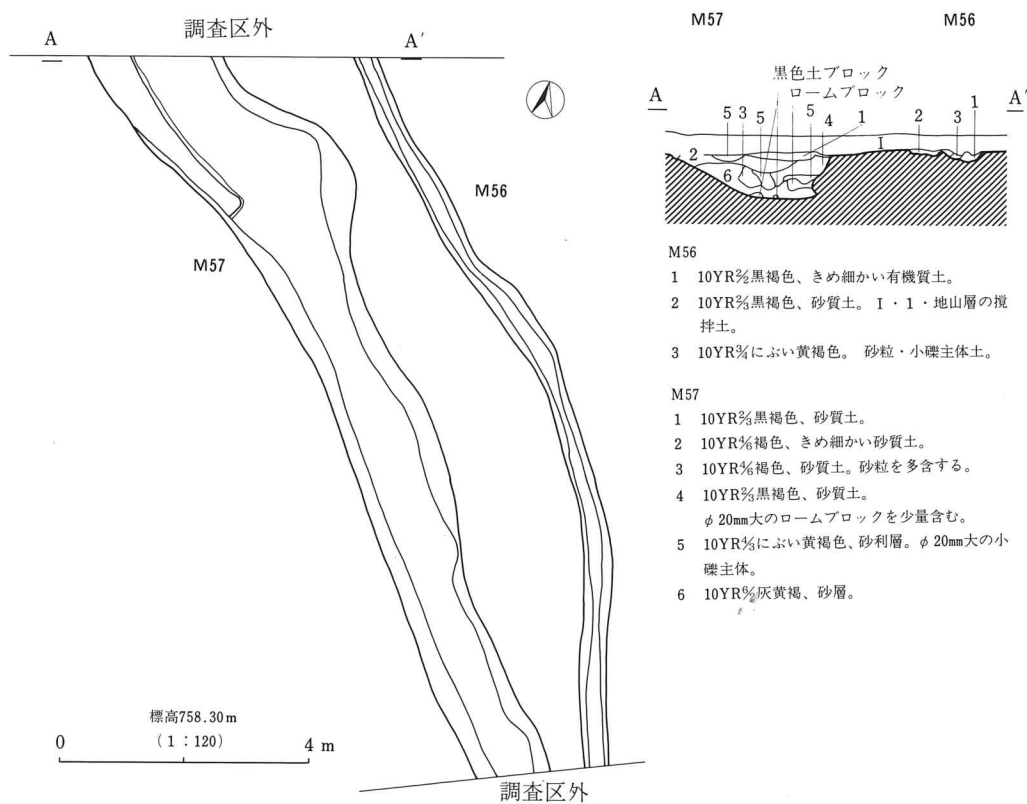 調査区外
A
A′
M56
M57
標高758.30m
(1:120)
0
4 m
調査区外
M57
M56
黒色土ブロック
ロームブロック
A
A′
5 3 5 5 4 1 2 3 1
I
2
6
M56
1 10YR2/2黒褐色、きめ細かい有機質土。
2 10YR2/3黒褐色、砂質土。 I・1・地山層の撹
拌土。
3 10YR3/4にぶい黄褐色。 砂粒・小礫主体土。
M57
1 10YR2/3黒褐色、砂質土。
2 10YR4/6褐色、きめ細かい砂質土。
3 10YR4/6褐色、砂質土。砂粒を多含する。
4 10YR2/3黒褐色、砂質土。
φ20mm大のロームブロックを少量含む。
5 10YR4/3にぶい黄褐色、砂利層。φ20mm大の小
礫主体。
6 10YR6/2灰黄褐、砂層。